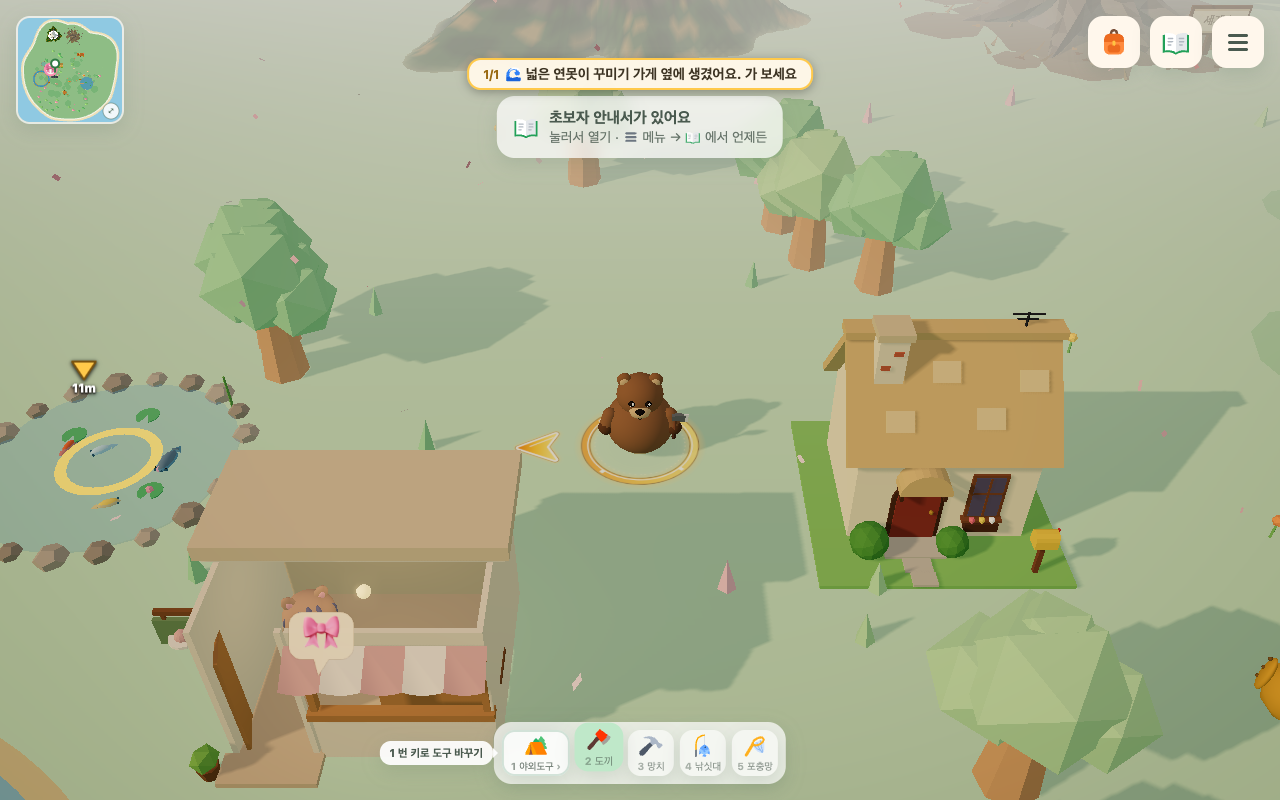 1/1 🌊 넓은 연못이 꾸미기 가게 옆에 생겼어요. 가 보세요
초보자 안내서가 있어요
눌러서 열기 · ☰ 메뉴 → 📖 에서 언제든
11m
1 번 키로 도구 바꾸기
1 야외도구 ›
2 도끼
3 망치
4 낚싯대
5 포충망